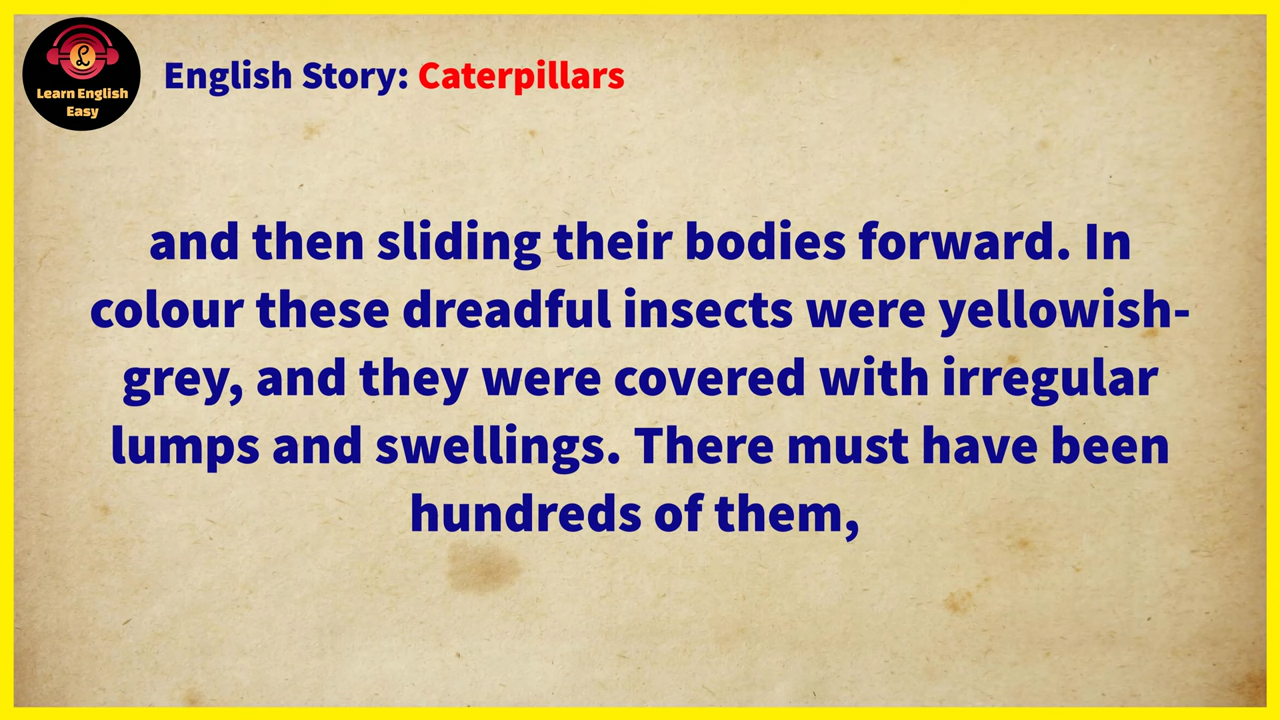 Learn English
Easy
English Story: Caterpillars
and then sliding their bodies forward. In
colour these dreadful insects were yellowish-
grey, and they were covered with irregular
lumps and swellings. There must have been
hundreds of them,